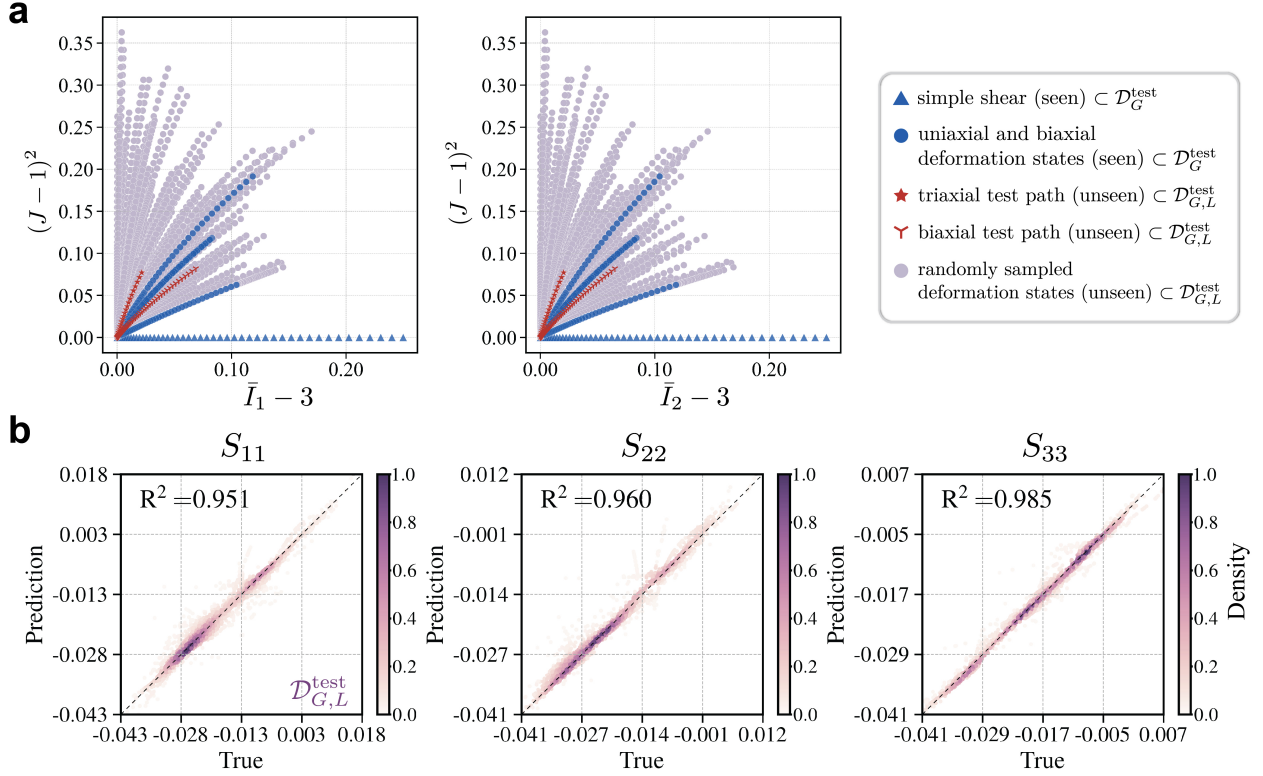 a
0.35
0.30
0.25
0.20
0.15
0.10
0.05
0.00
(J − 1)²
0.00 0.10 0.20
Ī₁ − 3
0.35
0.30
0.25
0.20
0.15
0.10
0.05
0.00
(J − 1)²
0.00 0.10 0.20
Ī₂ − 3
simple shear (seen) ⊂ 𝒟_G^test
uniaxial and biaxial
deformation states (seen) ⊂ 𝒟_G^test
triaxial test path (unseen) ⊂ 𝒟_{G,L}^test
biaxial test path (unseen) ⊂ 𝒟_{G,L}^test
randomly sampled
deformation states (unseen) ⊂ 𝒟_{G,L}^test
b
S₁₁
R² =0.951
0.018
0.003
-0.013
-0.028
-0.043
Prediction
𝒟_{G,L}^test
-0.043 -0.028 -0.013 0.003 0.018
True
1.0
0.8
0.6
0.4
0.2
0.0
S₂₂
R² =0.960
0.012
-0.001
-0.014
-0.027
-0.041
Prediction
-0.041 -0.027 -0.014 -0.001 0.012
True
1.0
0.8
0.6
0.4
0.2
0.0
S₃₃
R² =0.985
0.007
-0.005
-0.017
-0.029
-0.041
Prediction
-0.041 -0.029 -0.017 -0.005 0.007
True
1.0
0.8
0.6
0.4
0.2
0.0
Density